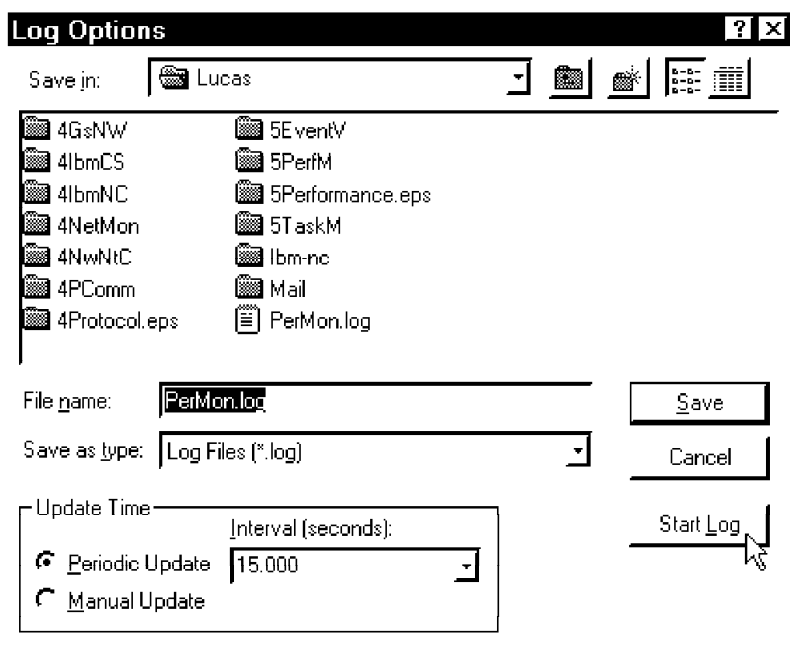 Log Options
Save in: Lucas
4GsNW 5EventV
4IbmCS 5PerfM
4IbmNC 5Performance.eps
4NetMon 5TaskM
4NwNtC Ibm-nc
4PComm Mail
4Protocol.eps PerMon.log
File name: PerMon.log Save
Save as type: Log Files (*.log) Cancel
Update Time
Interval (seconds): Start Log
Periodic Update 15.000
Manual Update